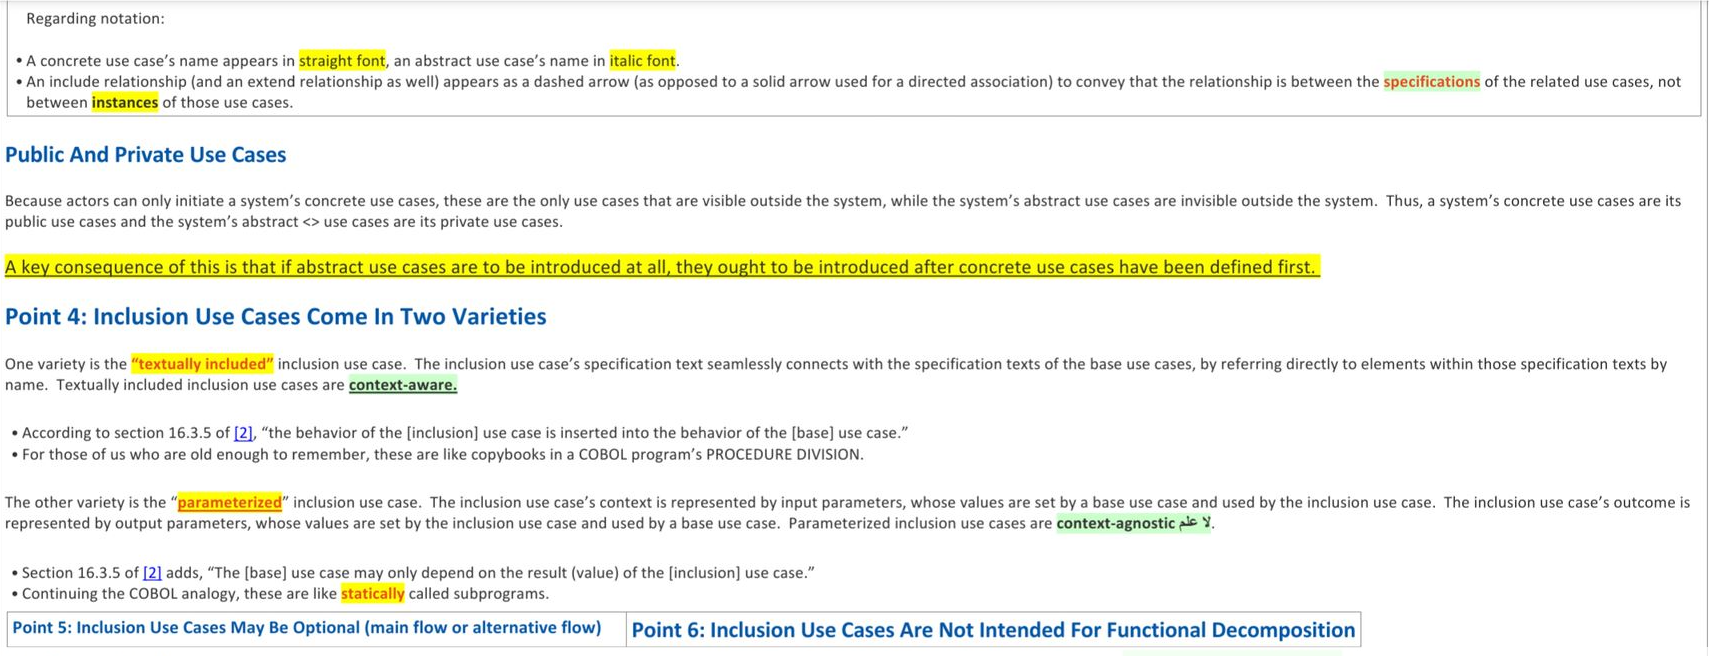 Regarding notation:
• A concrete use case’s name appears in straight font, an abstract use case’s name in italic font.
• An include relationship (and an extend relationship as well) appears as a dashed arrow (as opposed to a solid arrow used for a directed association) to convey that the relationship is between the specifications of the related use cases, not
between instances of those use cases.
Public And Private Use Cases
Because actors can only initiate a system’s concrete use cases, these are the only use cases that are visible outside the system, while the system’s abstract use cases are invisible outside the system.  Thus, a system’s concrete use cases are its
public use cases and the system’s abstract <> use cases are its private use cases.
A key consequence of this is that if abstract use cases are to be introduced at all, they ought to be introduced after concrete use cases have been defined first.
Point 4: Inclusion Use Cases Come In Two Varieties
One variety is the “textually included” inclusion use case.  The inclusion use case’s specification text seamlessly connects with the specification texts of the base use cases, by referring directly to elements within those specification texts by
name.  Textually included inclusion use cases are context-aware.
• According to section 16.3.5 of [2], “the behavior of the [inclusion] use case is inserted into the behavior of the [base] use case.”
• For those of us who are old enough to remember, these are like copybooks in a COBOL program’s PROCEDURE DIVISION.
The other variety is the “parameterized” inclusion use case.  The inclusion use case’s context is represented by input parameters, whose values are set by a base use case and used by the inclusion use case.  The inclusion use case’s outcome is
represented by output parameters, whose values are set by the inclusion use case and used by a base use case.  Parameterized inclusion use cases are context-agnostic لا علم.
• Section 16.3.5 of [2] adds, “The [base] use case may only depend on the result (value) of the [inclusion] use case.”
• Continuing the COBOL analogy, these are like statically called subprograms.
Point 5: Inclusion Use Cases May Be Optional (main flow or alternative flow)
Point 6: Inclusion Use Cases Are Not Intended For Functional Decomposition